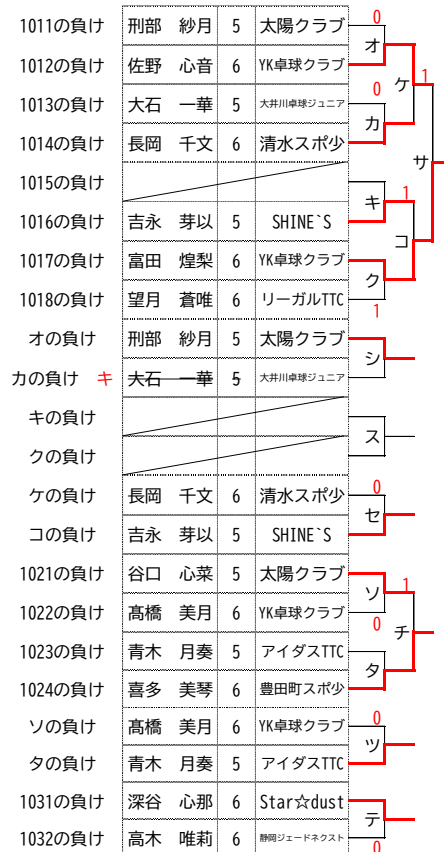 1011の負け 刑部 紗月 5 太陽クラブ 0
オ
1012の負け 佐野 心音 6 YK卓球クラブ
ケ 1
1013の負け 大石 一華 5 大井川卓球ジュニア 0
カ
1014の負け 長岡 千文 6 清水スポ少
サ
1015の負け
キ 1
1016の負け 吉永 芽以 5 SHINE`S
コ
1017の負け 富田 煌梨 6 YK卓球クラブ
ク
1018の負け 望月 蒼唯 6 リーガルTTC 1
オの負け 刑部 紗月 5 太陽クラブ
シ
カの負け キ 大石 一華 5 大井川卓球ジュニア
キの負け
ス
クの負け
ケの負け 長岡 千文 6 清水スポ少 0
セ
コの負け 吉永 芽以 5 SHINE`S
1021の負け 谷口 心菜 5 太陽クラブ
ソ 1
1022の負け 髙橋 美月 6 YK卓球クラブ 0
チ
1023の負け 青木 月奏 5 アイダスTTC
タ
1024の負け 喜多 美琴 6 豊田町スポ少
ソの負け 髙橋 美月 6 YK卓球クラブ 0
ツ
タの負け 青木 月奏 5 アイダスTTC
1031の負け 深谷 心那 6 Star☆dust
テ
1032の負け 高木 唯莉 6 静岡ジェードネクスト 0